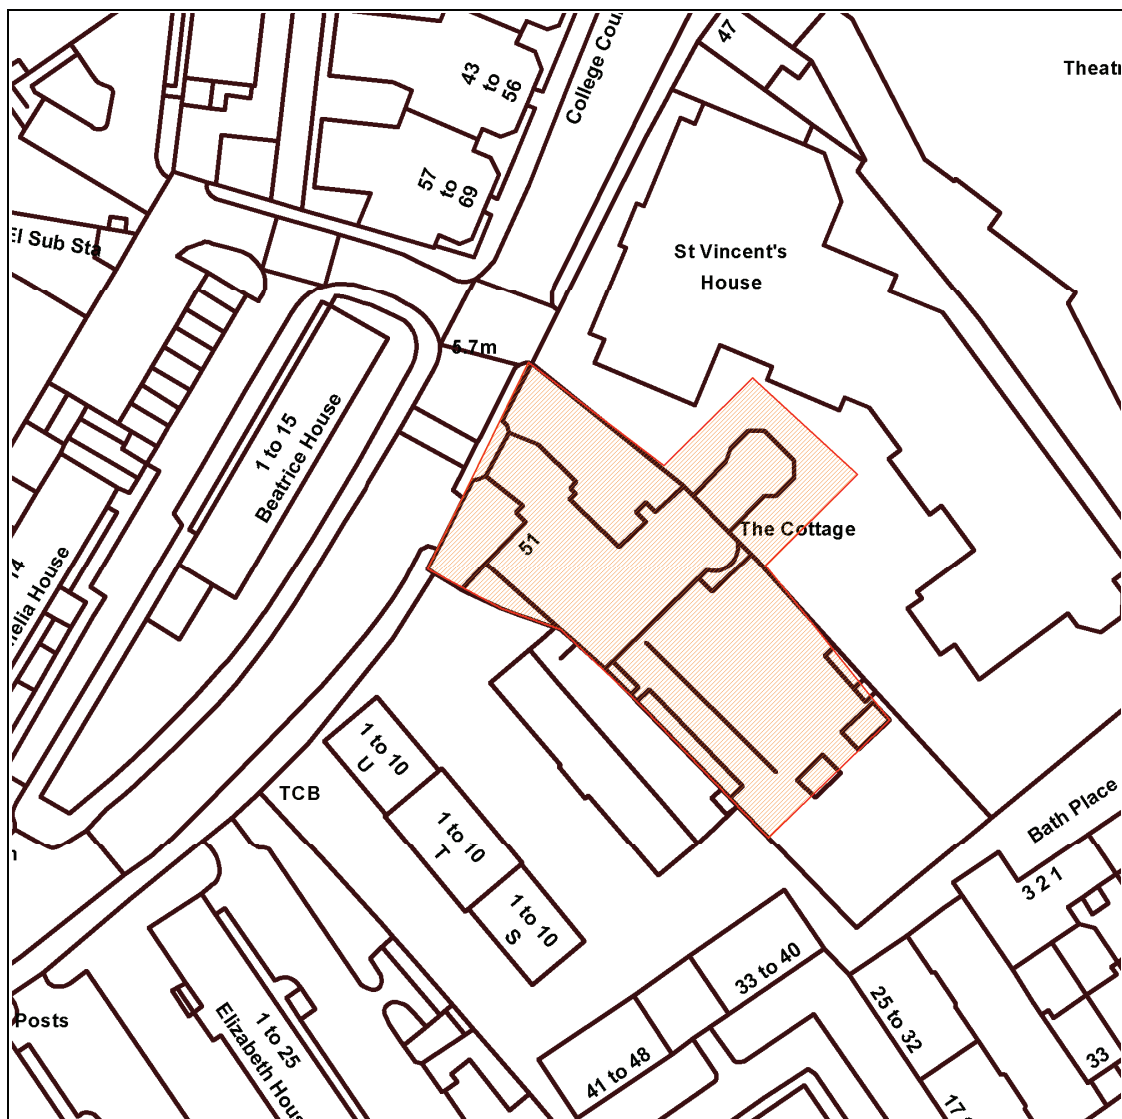 47
Theatr
43
to
56
College Cou
57
to
69
El Sub Sta
St Vincent's
House
5.7m
1 to 15
Beatrice House
51
The Cottage
14
nelia House
1 to 10
U
TCB
1 to 10
T
Bath Place
3 2 1
1 to 10
S
33 to 40
25 to 32
Posts
1 to 25
Elizabeth Hous
41 to 48
33
17